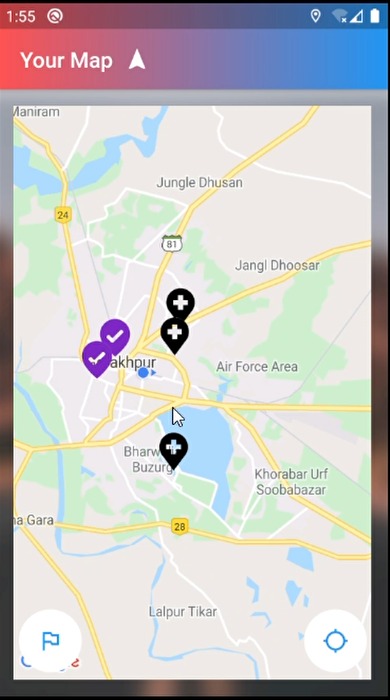 1:55
Your Map
Maniram
Jungle Dhusan
24
81
Jangl Dhoosar
akhpur
Air Force Area
Bharw
Buzurg
Khorabar Urf
Soobabazar
na Gara
28
Lalpur Tikar